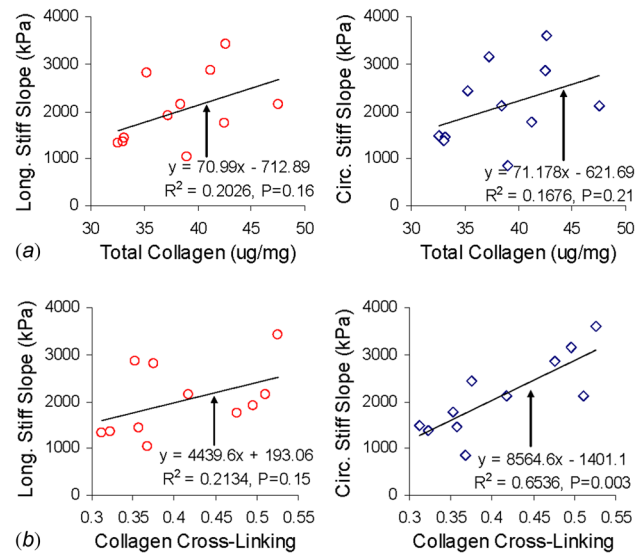 Long. Stiff Slope (kPa)
5000
4000
3000
2000
1000
0
y = 70.99x - 712.89
R² = 0.2026, P=0.16
30 35 40 45 50
Total Collagen (ug/mg)
(a)
Circ. Stiff Slope (kPa)
5000
4000
3000
2000
1000
0
y = 71.178x - 621.69
R² = 0.1676, P=0.21
30 35 40 45 50
Total Collagen (ug/mg)
Long. Stiff Slope (kPa)
5000
4000
3000
2000
1000
0
y = 4439.6x + 193.06
R² = 0.2134, P=0.15
0.3 0.35 0.4 0.45 0.5 0.55
Collagen Cross-Linking
(b)
Circ. Stiff Slope (kPa)
5000
4000
3000
2000
1000
0
y = 8564.6x - 1401.1
R² = 0.6536, P=0.003
0.3 0.35 0.4 0.45 0.5 0.55
Collagen Cross-Linking